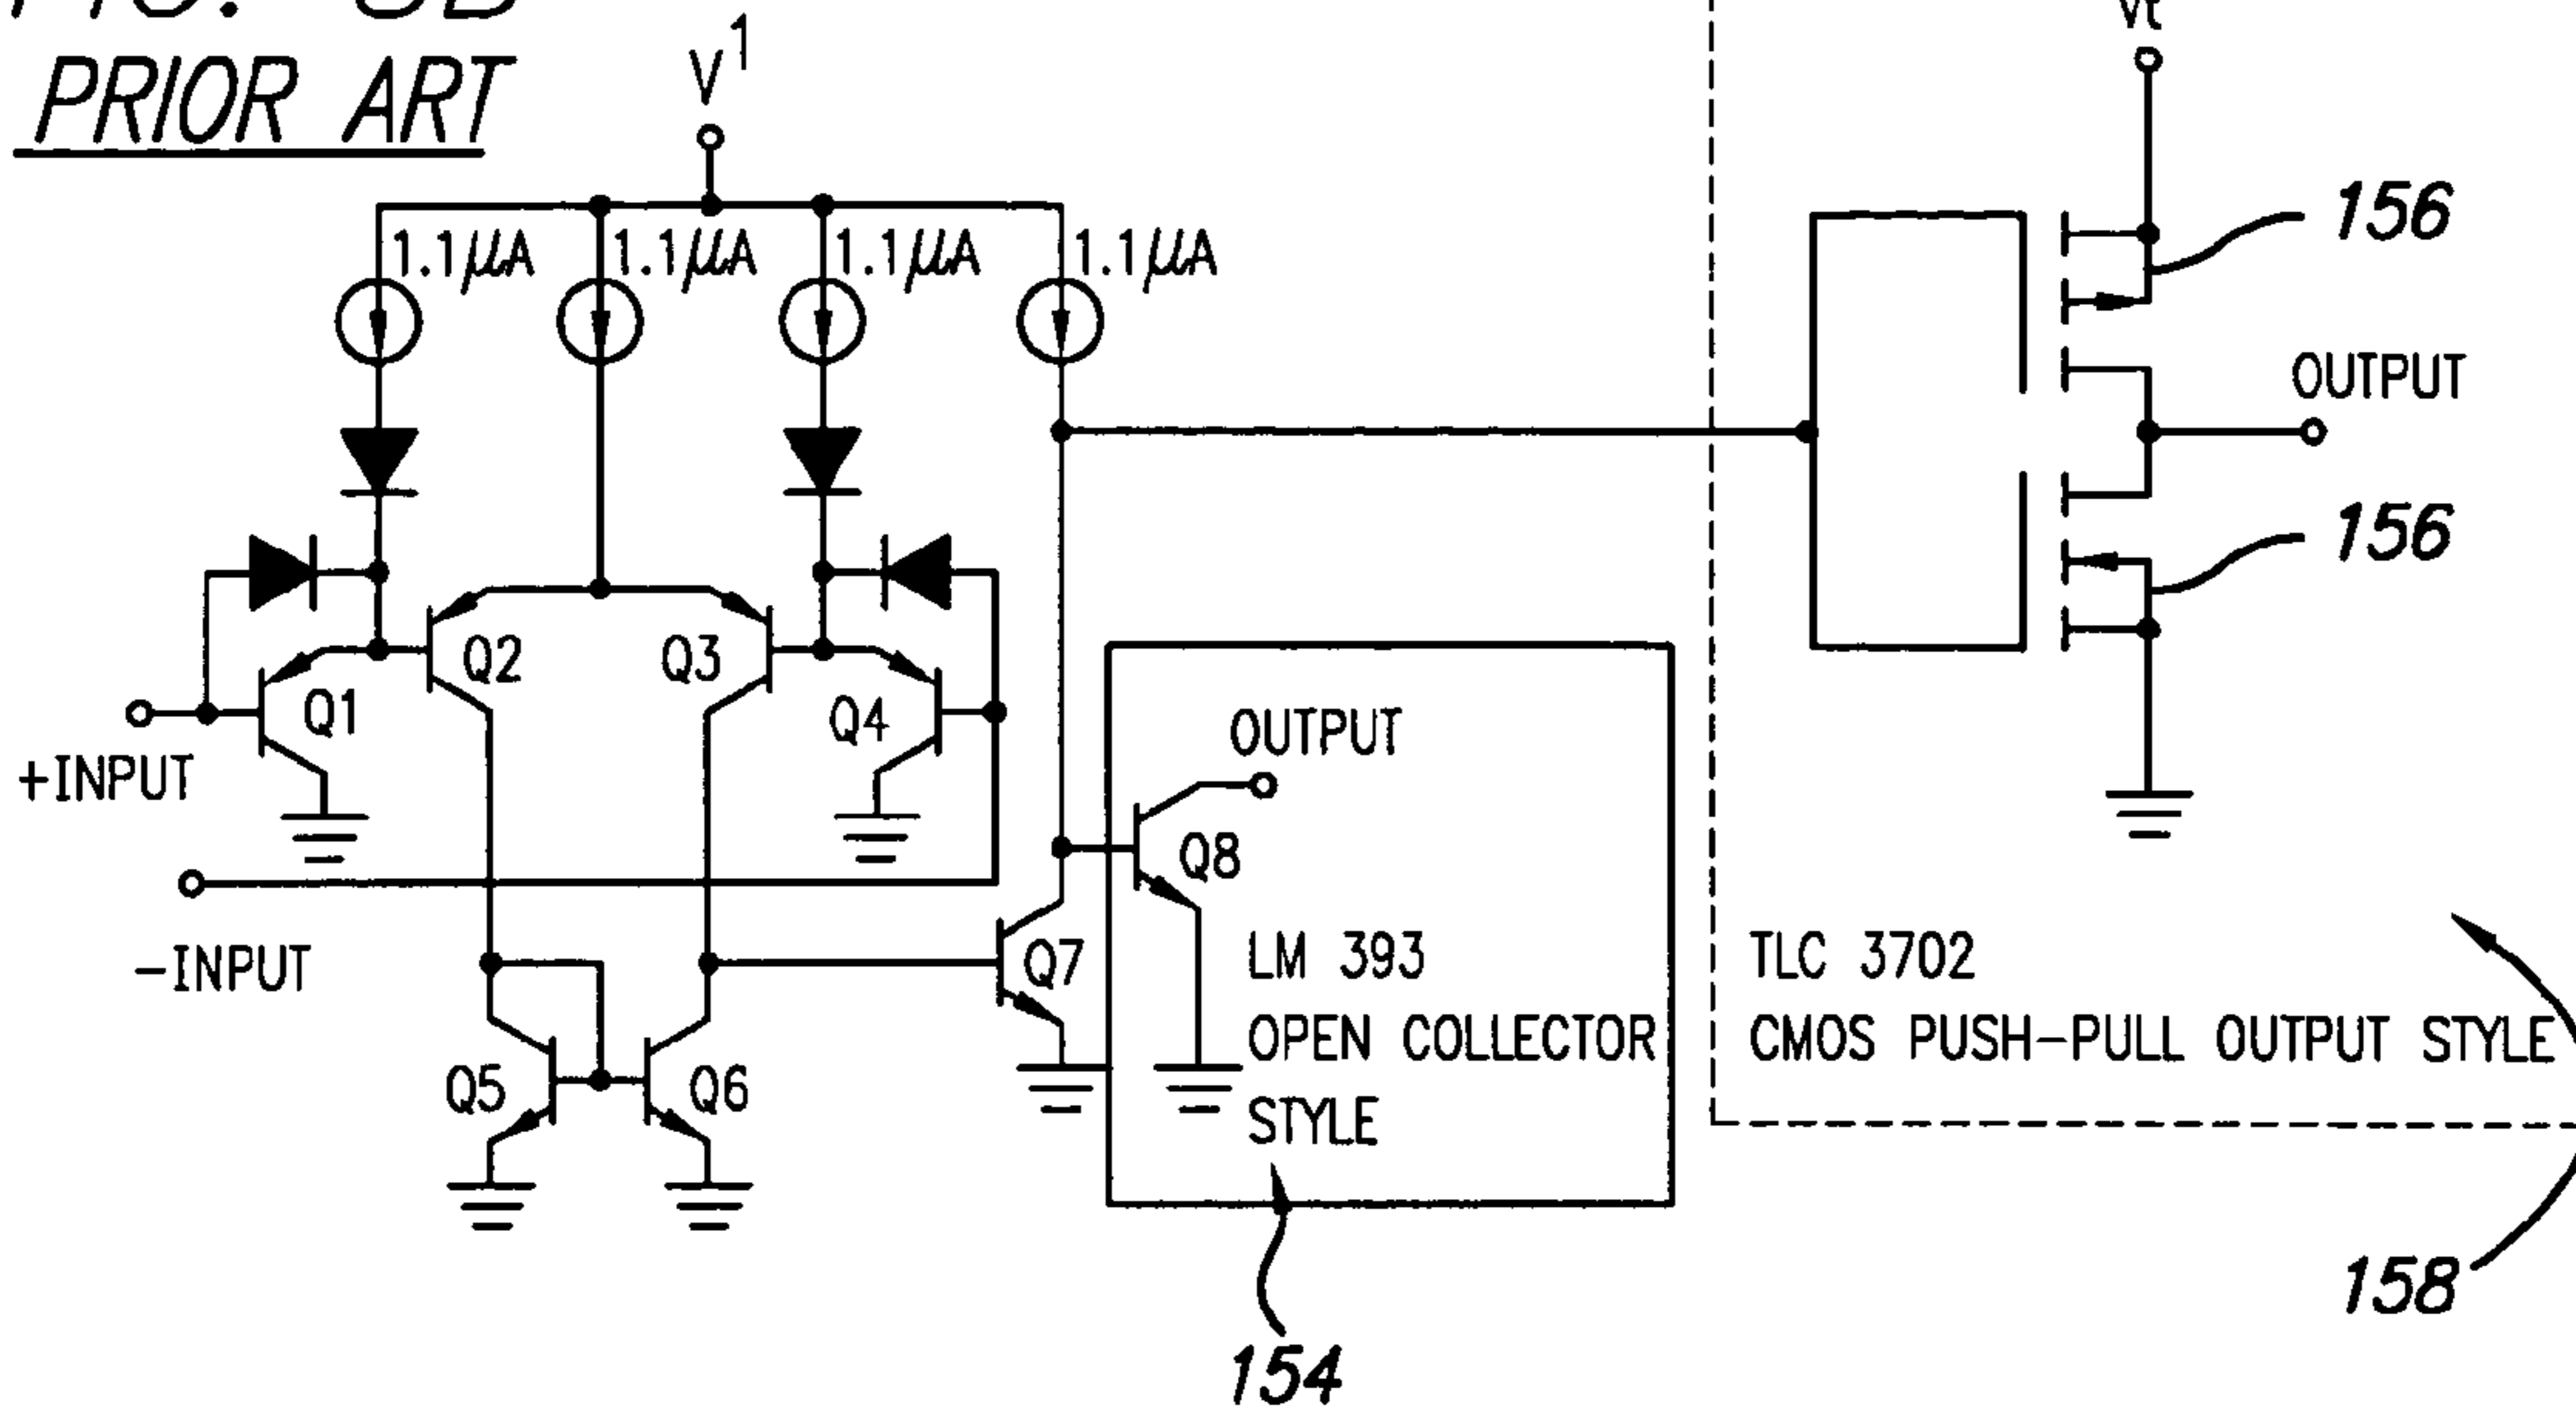 PRIOR ART
V1
1.1μA 1.1μA 1.1μA 1.1μA
Vt
156
OUTPUT
156
Q1
Q2
Q3
Q4
+INPUT
-INPUT
OUTPUT
Q8
Q7
Q5
Q6
LM 393
OPEN COLLECTOR
STYLE
TLC 3702
CMOS PUSH-PULL OUTPUT STYLE
154
158